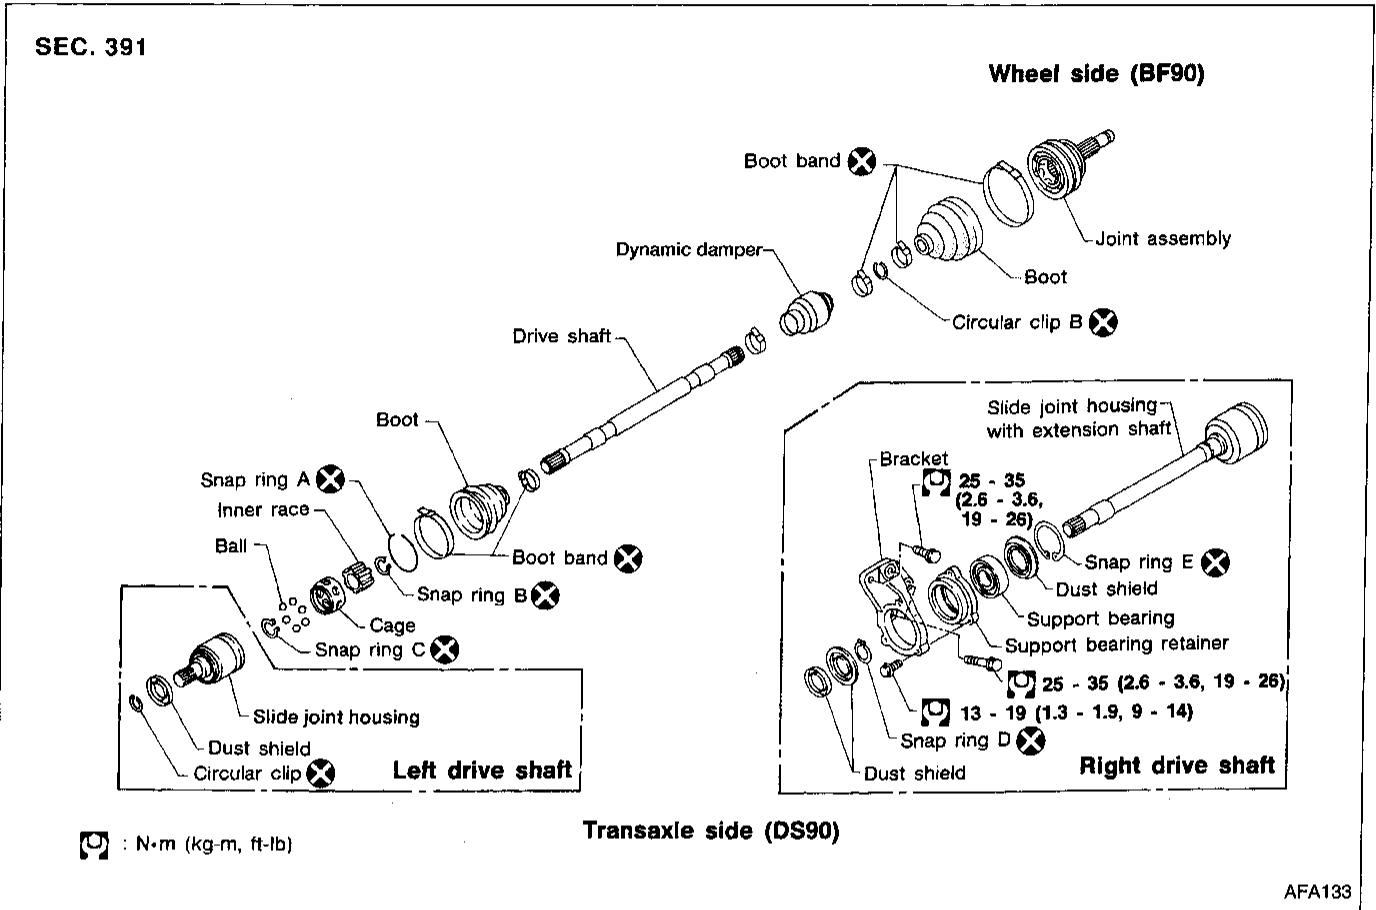 SEC. 391
Wheel side (BF90)
Boot band
Joint assembly
Dynamic damper
Boot
Circular clip B
Drive shaft
Boot
Slide joint housing
with extension shaft
Bracket
25 - 35
(2.6 - 3.6,
19 - 26)
Snap ring A
Inner race
Ball
Boot band
Snap ring E
Snap ring B
Dust shield
Support bearing
Cage
Snap ring C
Support bearing retainer
25 - 35 (2.6 - 3.6, 19 - 26)
Slide joint housing
13 - 19 (1.3 - 1.9, 9 - 14)
Snap ring D
Dust shield
Circular clip
Left drive shaft
Dust shield
Right drive shaft
Transaxle side (DS90)
: N•m (kg-m, ft-lb)
AFA133